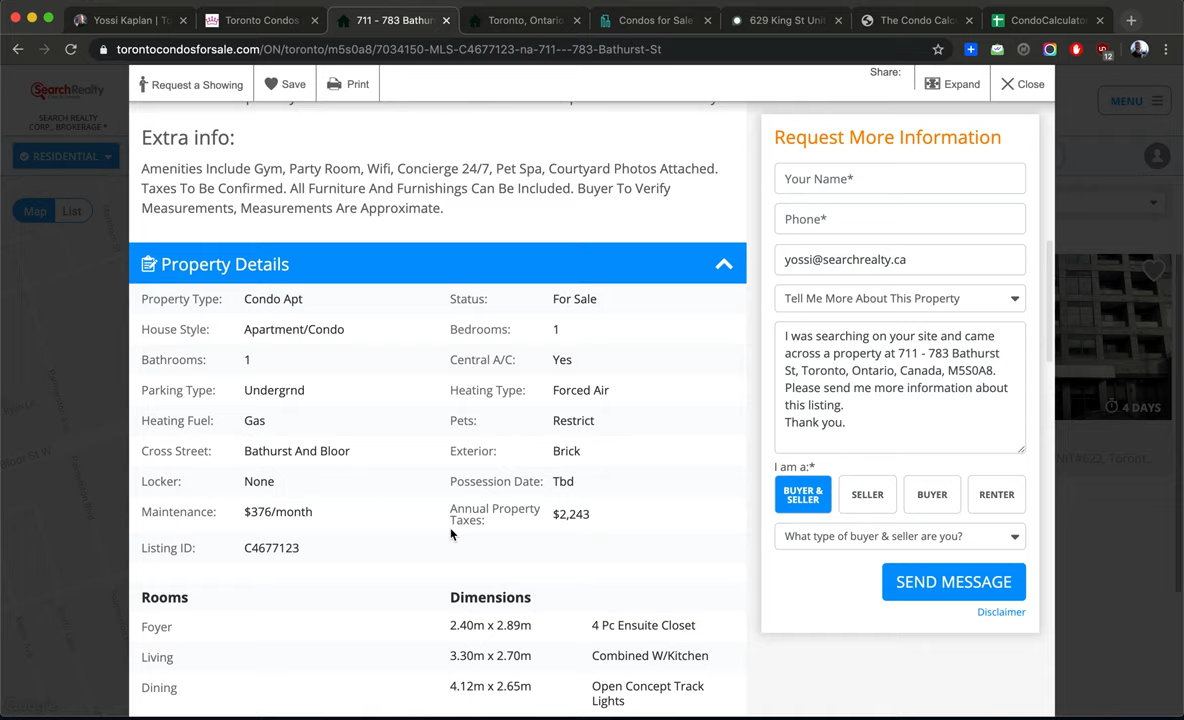 Yossi Kaplan | To
Toronto Condos
711 - 783 Bathur
Toronto, Ontario
Condos for Sale
629 King St Unit
The Condo Calc
CondoCalculator
torontocondosforsale.com/ON/toronto/m5s0a8/7034150-MLS-C4677123-na-711---783-Bathurst-St
12
Request a Showing
Save
Print
Share:
Expand
Close
SearchRealty
SEARCH REALTY
CORP., BROKERAGE *
MENU
RESIDENTIAL
Map
List
Extra info:
Amenities Include Gym, Party Room, Wifi, Concierge 24/7, Pet Spa, Courtyard Photos Attached.
Taxes To Be Confirmed. All Furniture And Furnishings Can Be Included. Buyer To Verify
Measurements, Measurements Are Approximate.
Property Details
Property Type: Condo Apt Status: For Sale
House Style: Apartment/Condo Bedrooms: 1
Bathrooms: 1 Central A/C: Yes
Parking Type: Undergrnd Heating Type: Forced Air
Heating Fuel: Gas Pets: Restrict
Cross Street: Bathurst And Bloor Exterior: Brick
Locker: None Possession Date: Tbd
Maintenance: $376/month Annual Property
Taxes: $2,243
Listing ID: C4677123
Rooms Dimensions
Foyer 2.40m x 2.89m 4 Pc Ensuite Closet
Living 3.30m x 2.70m Combined W/Kitchen
Dining 4.12m x 2.65m Open Concept Track
Lights
Request More Information
Your Name*
Phone*
yossi@searchrealty.ca
Tell Me More About This Property
I was searching on your site and came
across a property at 711 - 783 Bathurst
St, Toronto, Ontario, Canada, M5S0A8.
Please send me more information about
this listing.
Thank you.
I am a:*
BUYER &
SELLER
SELLER
BUYER
RENTER
What type of buyer & seller are you?
SEND MESSAGE
Disclaimer
4 DAYS